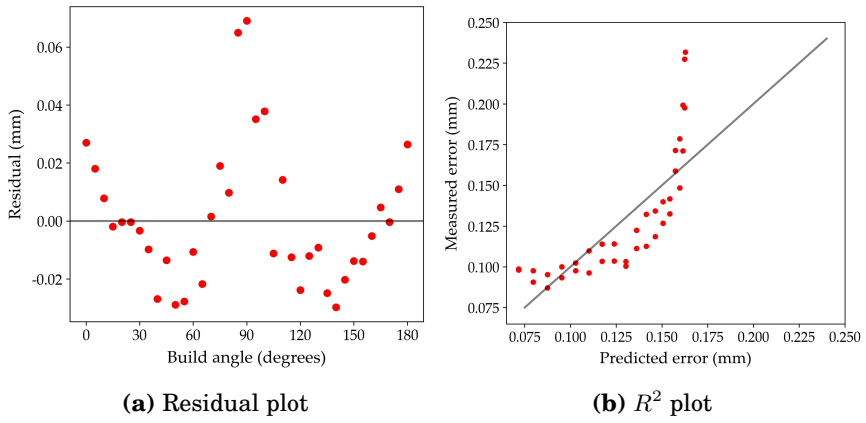 0.06
0.04
0.02
0.00
-0.02
Residual (mm)
0 30 60 90 120 150 180
Build angle (degrees)
(a) Residual plot
0.250
0.225
0.200
0.175
0.150
0.125
0.100
0.075
Measured error (mm)
0.075 0.100 0.125 0.150 0.175 0.200 0.225 0.250
Predicted error (mm)
(b) R² plot